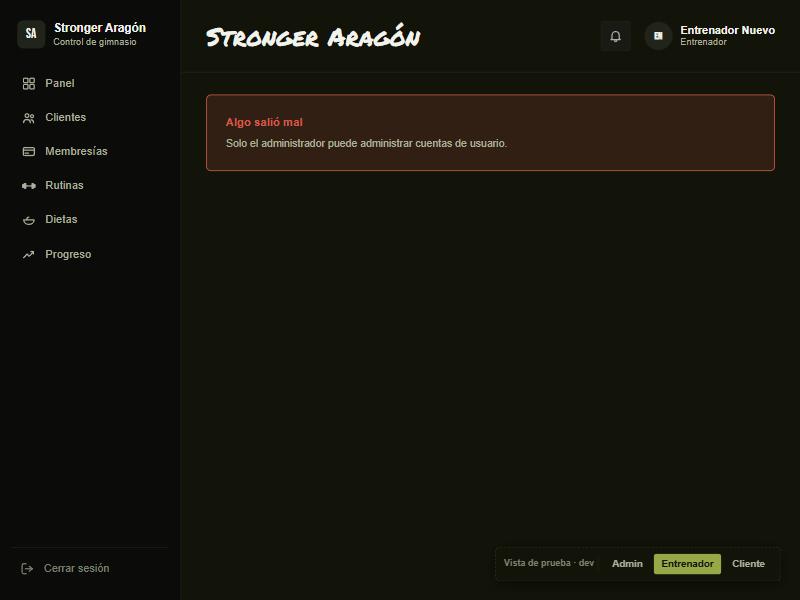 SA
Stronger Aragón
Control de gimnasio
Panel
Clientes
Membresías
Rutinas
Dietas
Progreso
Cerrar sesión
Stronger Aragón
Entrenador Nuevo
Entrenador
Algo salió mal
Solo el administrador puede administrar cuentas de usuario.
Vista de prueba · dev
Admin
Entrenador
Cliente